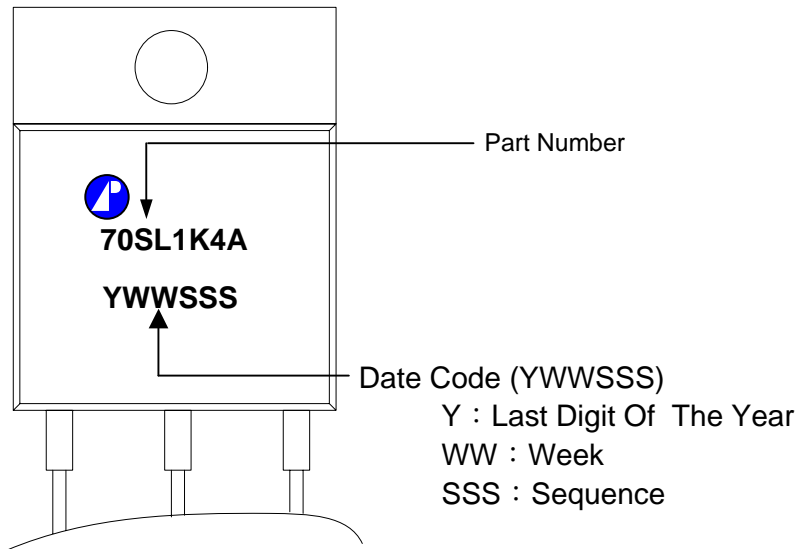 Part Number
70SL1K4A
YWWSSS
Date Code (YWWSSS)
Y：Last Digit Of The Year
WW：Week
SSS：Sequence